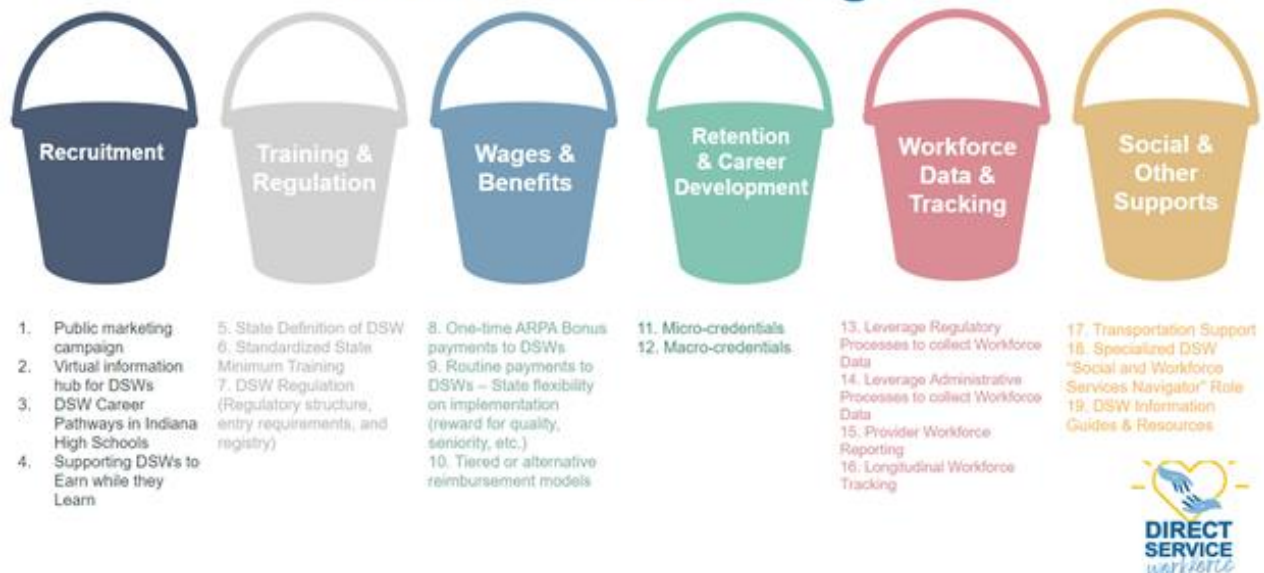 Recruitment
Training &
Regulation
Wages &
Benefits
Retention
& Career
Development
Workforce
Data &
Tracking
Social &
Other
Supports
1. Public marketing
campaign
2. Virtual information
hub for DSWs
3. DSW Career
Pathways in Indiana
High Schools
4. Supporting DSWs to
Earn while they
Learn
5. State Definition of DSW
6. Standardized State
Minimum Training
7. DSW Regulation
(Regulatory structure,
entry requirements, and
registry)
8. One-time ARPA Bonus
payments to DSWs
9. Routine payments to
DSWs – State flexibility
on implementation
(reward for quality,
seniority, etc.)
10. Tiered or alternative
reimbursement models
11. Micro-credentials
12. Macro-credentials
13. Leverage Regulatory
Processes to collect Workforce
Data
14. Leverage Administrative
Processes to collect Workforce
Data
15. Provider Workforce
Reporting
16. Longitudinal Workforce
Tracking
17. Transportation Support
18. Specialized DSW
"Social and Workforce
Services Navigator" Role
19. DSW Information
Guides & Resources
DIRECT
SERVICE
workforce